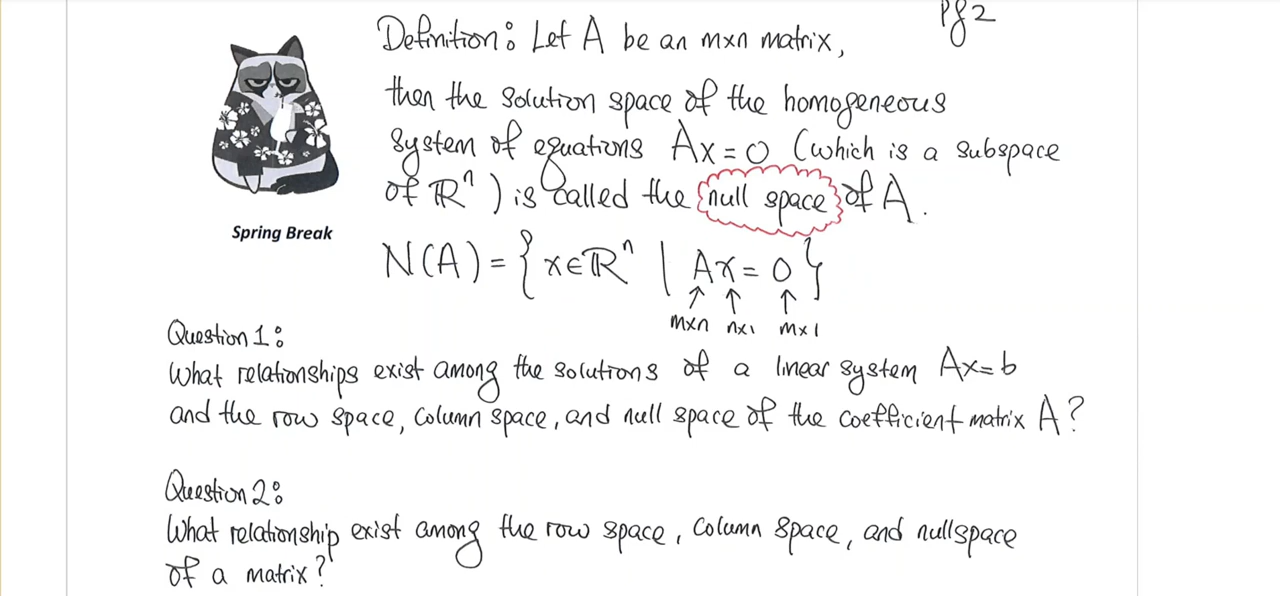 Pg 2
Definition: Let A be an m×n matrix,
then the solution space of the homogeneous
system of equations Ax = 0 (which is a subspace
of ℝⁿ) is called the null space of A.
Spring Break
N(A) = { x∈ℝⁿ | Ax = 0 }
m×n n×1 m×1
Question 1:
What relationships exist among the solutions of a linear system Ax=b
and the row space, column space, and null space of the coefficient matrix A?
Question 2:
What relationship exist among the row space, column space, and nullspace
of a matrix?